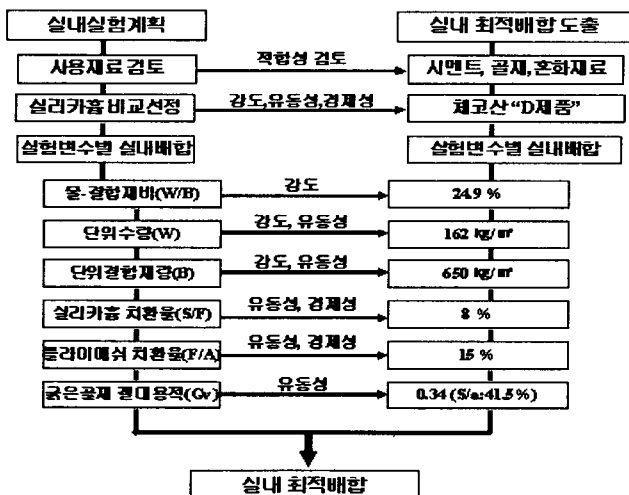 실내실험계획
실내 최적배합 도출
사용재료 검토
적합성 검토
시멘트, 골재,혼화재료
실리카흄 비교선정
강도,유동성,경제성
체코산 “D제품”
실험변수별 실내배합
실험변수별 실내배합
물-결합재비(W/B)
강도
24.9 %
단위수량(W)
강도, 유동성
162 kg/㎥
단위결합재량(B)
강도, 유동성
650 kg/㎥
실리카흄 치환율(S/F)
유동성, 경제성
8 %
플라이애쉬 치환율(F/A)
유동성, 경제성
15 %
굵은골재 절대용적(Gv)
유동성
0.34 (S/a:41.5%)
실내 최적배합